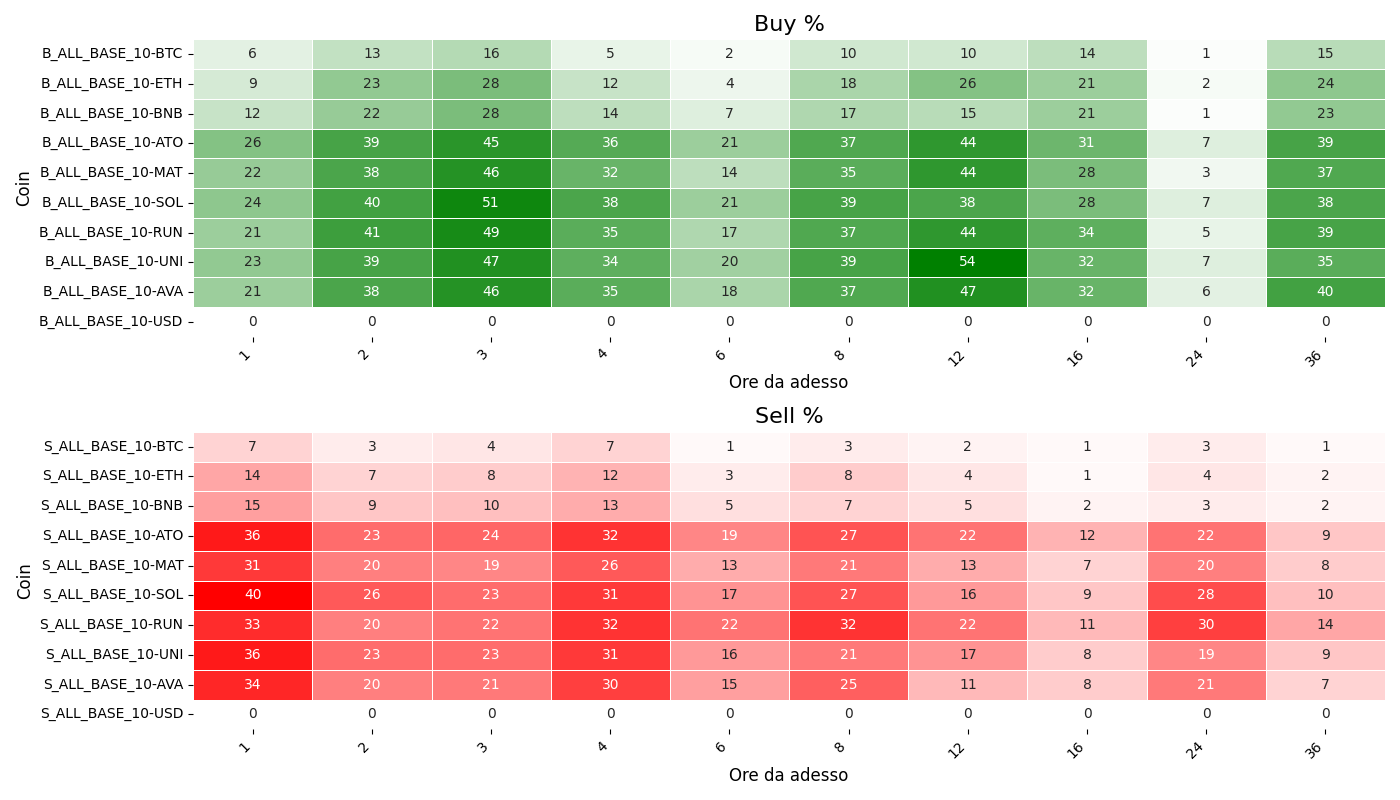 Buy %
Coin
B_ALL_BASE_10-BTC 6 13 16 5 2 10 10 14 1 15
B_ALL_BASE_10-ETH 9 23 28 12 4 18 26 21 2 24
B_ALL_BASE_10-BNB 12 22 28 14 7 17 15 21 1 23
B_ALL_BASE_10-ATO 26 39 45 36 21 37 44 31 7 39
B_ALL_BASE_10-MAT 22 38 46 32 14 35 44 28 3 37
B_ALL_BASE_10-SOL 24 40 51 38 21 39 38 28 7 38
B_ALL_BASE_10-RUN 21 41 49 35 17 37 44 34 5 39
B_ALL_BASE_10-UNI 23 39 47 34 20 39 54 32 7 35
B_ALL_BASE_10-AVA 21 38 46 35 18 37 47 32 6 40
B_ALL_BASE_10-USD 0 0 0 0 0 0 0 0 0 0
1 2 3 4 6 8 12 16 24 36
Ore da adesso
Sell %
Coin
S_ALL_BASE_10-BTC 7 3 4 7 1 3 2 1 3 1
S_ALL_BASE_10-ETH 14 7 8 12 3 8 4 1 4 2
S_ALL_BASE_10-BNB 15 9 10 13 5 7 5 2 3 2
S_ALL_BASE_10-ATO 36 23 24 32 19 27 22 12 22 9
S_ALL_BASE_10-MAT 31 20 19 26 13 21 13 7 20 8
S_ALL_BASE_10-SOL 40 26 23 31 17 27 16 9 28 10
S_ALL_BASE_10-RUN 33 20 22 32 22 32 22 11 30 14
S_ALL_BASE_10-UNI 36 23 23 31 16 21 17 8 19 9
S_ALL_BASE_10-AVA 34 20 21 30 15 25 11 8 21 7
S_ALL_BASE_10-USD 0 0 0 0 0 0 0 0 0 0
1 2 3 4 6 8 12 16 24 36
Ore da adesso